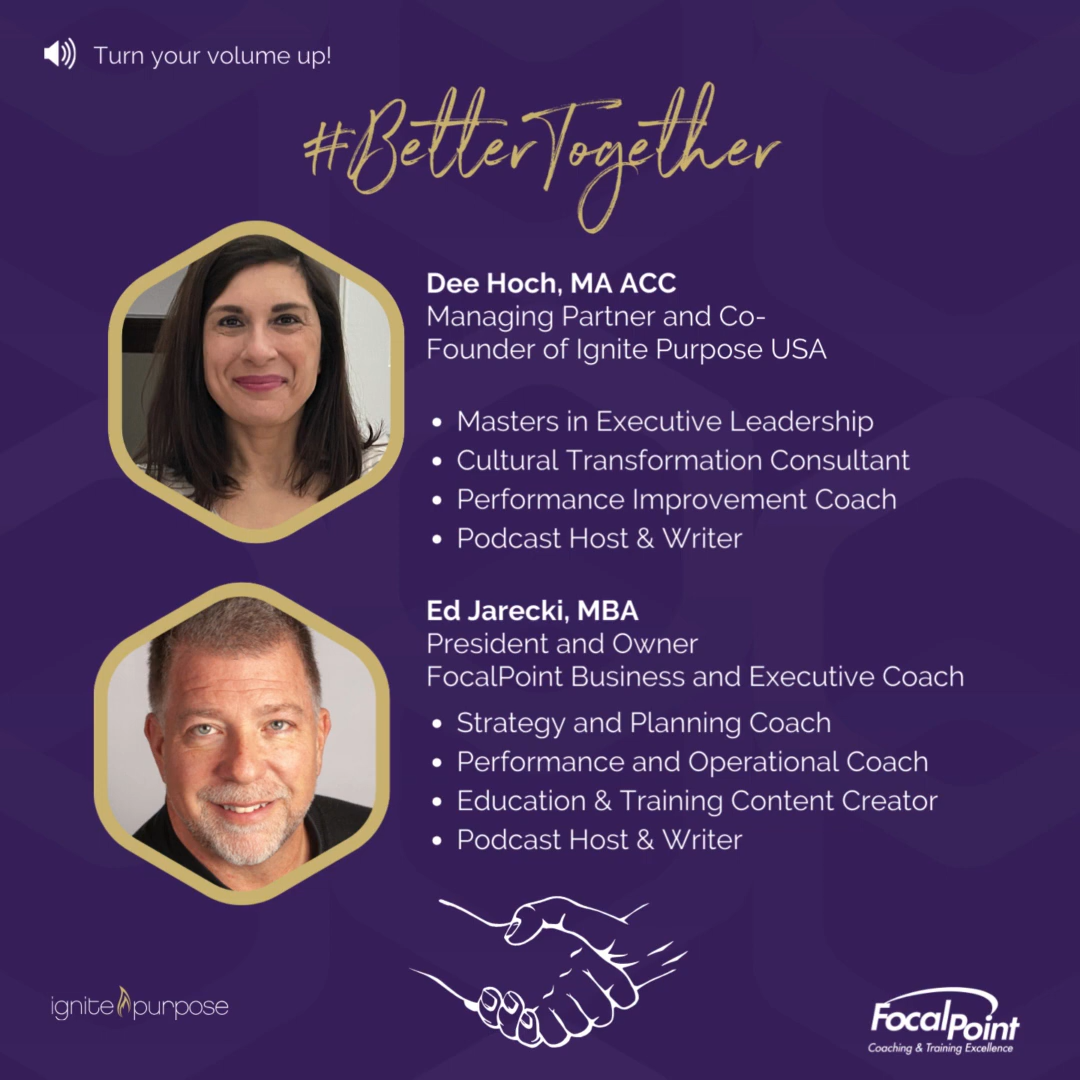 Turn your volume up!
#BetterTogether
Dee Hoch, MA ACC
Managing Partner and Co-
Founder of Ignite Purpose USA
• Masters in Executive Leadership
• Cultural Transformation Consultant
• Performance Improvement Coach
• Podcast Host & Writer
Ed Jarecki, MBA
President and Owner
FocalPoint Business and Executive Coach
• Strategy and Planning Coach
• Performance and Operational Coach
• Education & Training Content Creator
• Podcast Host & Writer
ignite purpose
FocalPoint
Coaching & Training Excellence